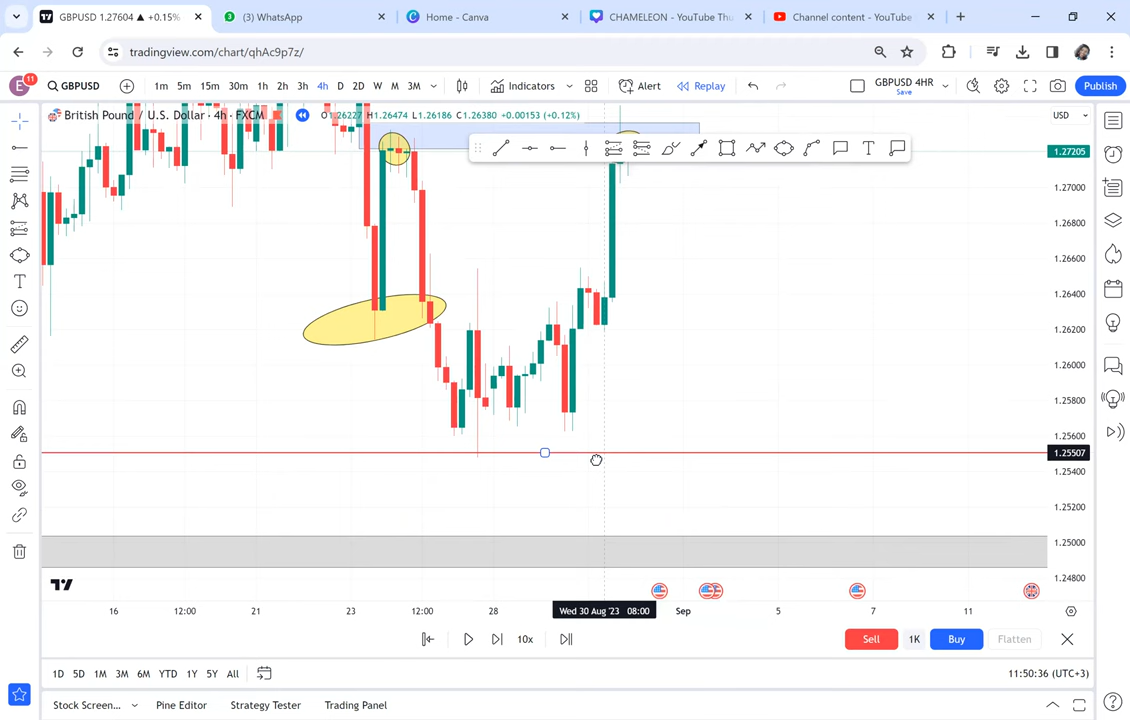 GBPUSD 1.27604 ▲ +0.15%
(3) WhatsApp
Home - Canva
CHAMELEON - YouTube Thu
Channel content - YouTube
tradingview.com/chart/qhAc9p7z/
E 11
GBPUSD
1m 5m 15m 30m 1h 2h 3h 4h D 2D W M 3M
Indicators
Alert
Replay
GBPUSD 4HR
Save
Publish
British Pound / U.S. Dollar · 4h · FXCM
O1.26227 H1.26474 L1.26186 C1.26380 +0.00153 (+0.12%)
USD
1.27205
1.27000
1.26800
1.26600
1.26400
1.26200
1.26000
1.25800
1.25600
1.25507
1.25400
1.25200
1.25000
1.24800
16 12:00 21 23 12:00 28 Wed 30 Aug '23 08:00 Sep 5 7 11
10x
Sell 1K Buy Flatten
1D 5D 1M 3M 6M YTD 1Y 5Y All
11:50:36 (UTC+3)
Stock Screen... Pine Editor Strategy Tester Trading Panel